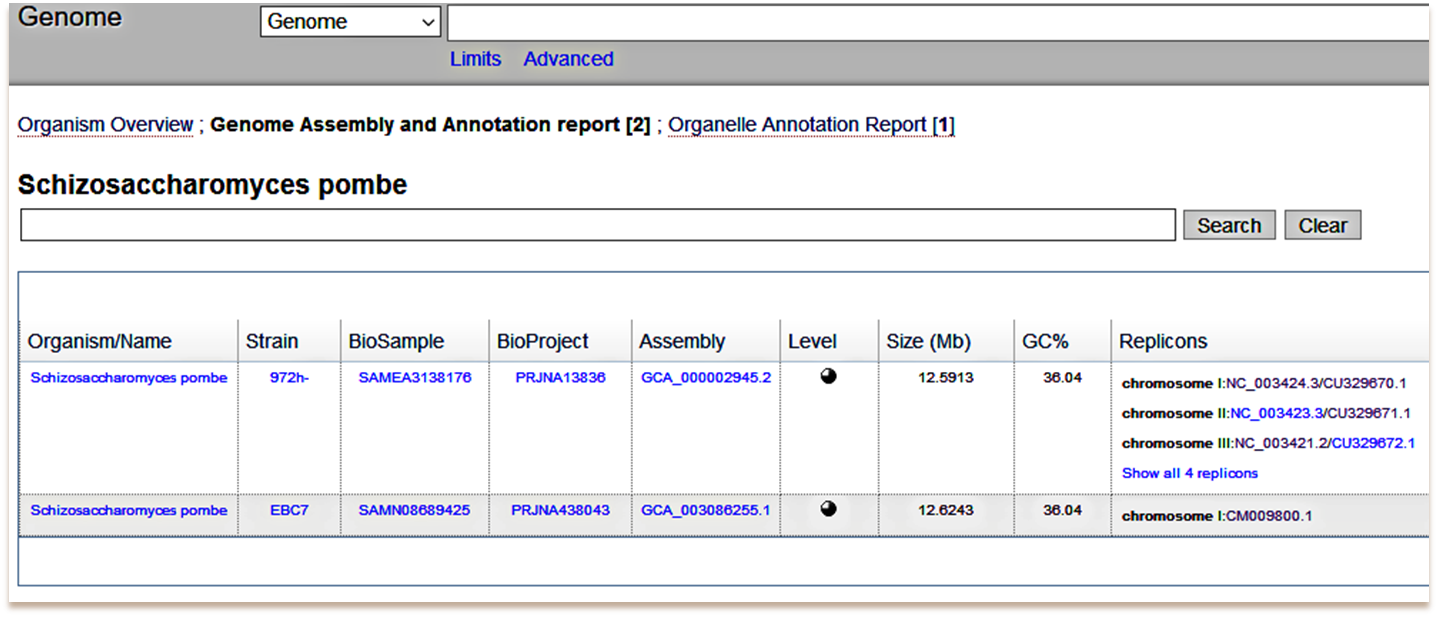 Genome Genome
Limits Advanced
Organism Overview ; Genome Assembly and Annotation report [2] ; Organelle Annotation Report [1]
Schizosaccharomyces pombe
Search Clear
Organism/Name Strain BioSample BioProject Assembly Level Size (Mb) GC% Replicons
Schizosaccharomyces pombe 972h- SAMEA3138176 PRJNA13836 GCA_000002945.2 12.5913 36.04 chromosome I:NC_003424.3/CU329670.1
chromosome II:NC_003423.3/CU329671.1
chromosome III:NC_003421.2/CU329672.1
Show all 4 replicons
Schizosaccharomyces pombe EBC7 SAMN08689425 PRJNA438043 GCA_003086255.1 12.6243 36.04 chromosome I:CM009800.1